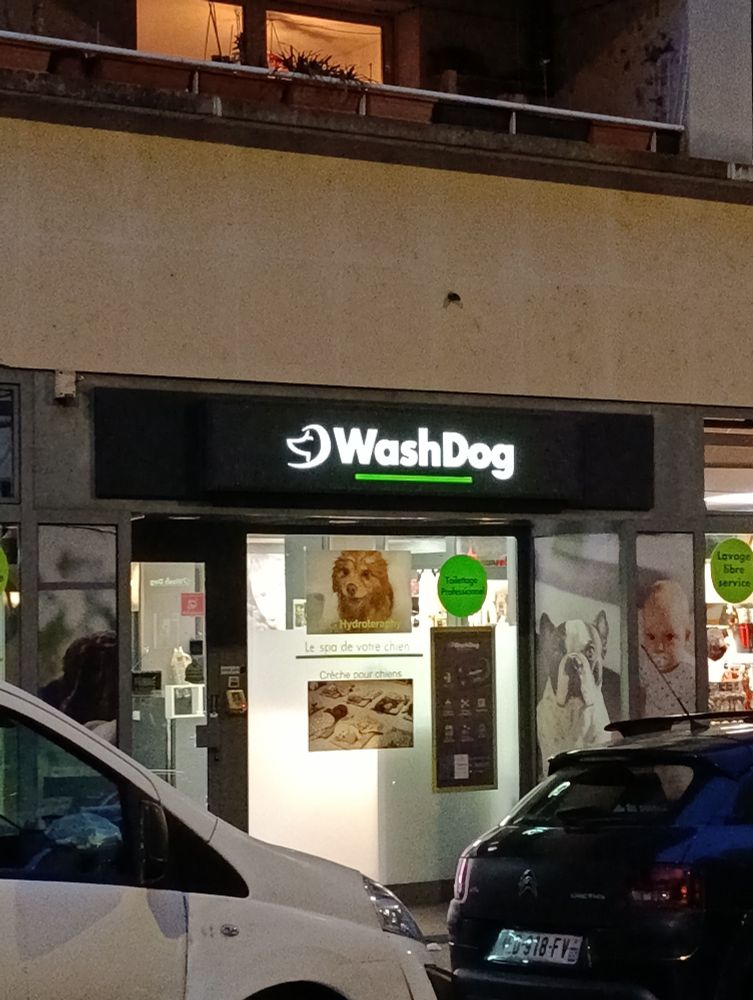 WashDog
Toilettage
Professionnel
Hydroteraphy
Le spa de votre chien
Crèche pour chiens
Lavage
libre
service